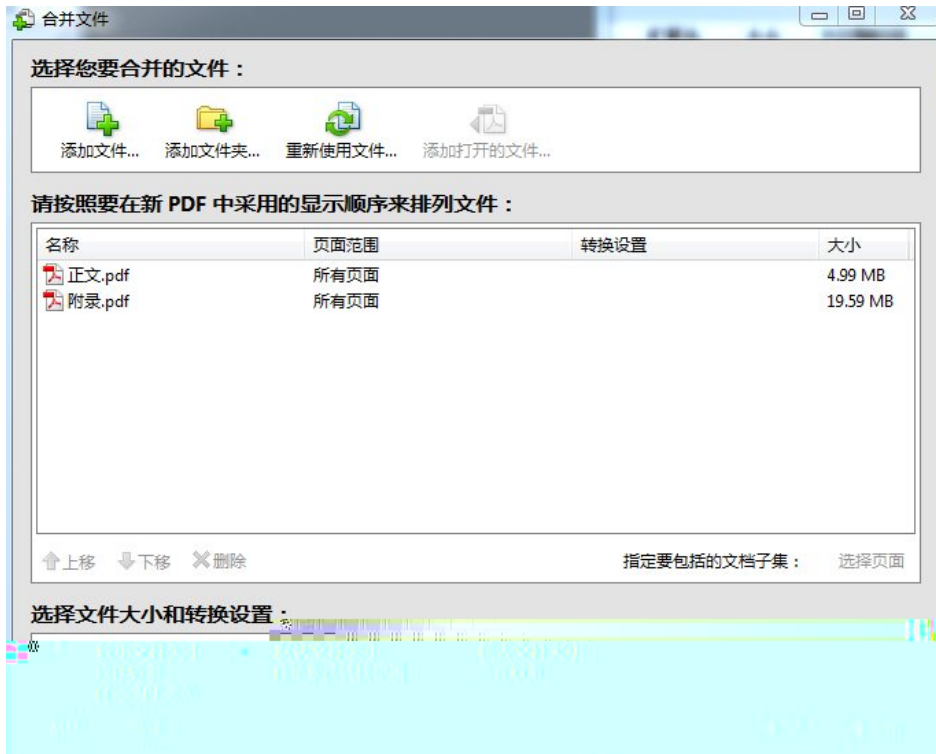 合并文件
选择您要合并的文件：
添加文件... 添加文件夹... 重新使用文件... 添加打开的文件...
请按照要在新 PDF 中采用的显示顺序来排列文件：
名称 页面范围 转换设置 大小
正文.pdf 所有页面 4.99 MB
附录.pdf 所有页面 19.59 MB
上移 下移 删除 指定要包括的文档子集： 选择页面
选择文件大小和转换设置：